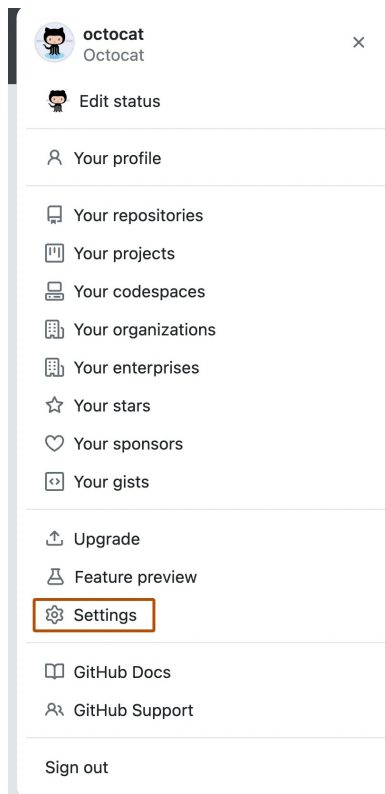 octocat
Octocat
Edit status
Your profile
Your repositories
Your projects
Your codespaces
Your organizations
Your enterprises
Your stars
Your sponsors
Your gists
Upgrade
Feature preview
Settings
GitHub Docs
GitHub Support
Sign out